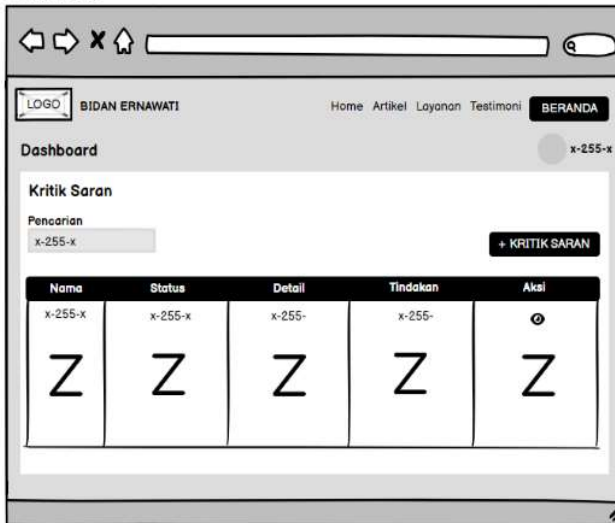 LOGO BIDAN ERNAWATI Home Artikel Layanan Testimoni BERANDA
Dashboard x-255-x
Kritik Saran
Pencarian
x-255-x
+ KRITIK SARAN
Nama Status Detail Tindakan Aksi
x-255-x x-255-x x-255- x-255-
Z Z Z Z Z